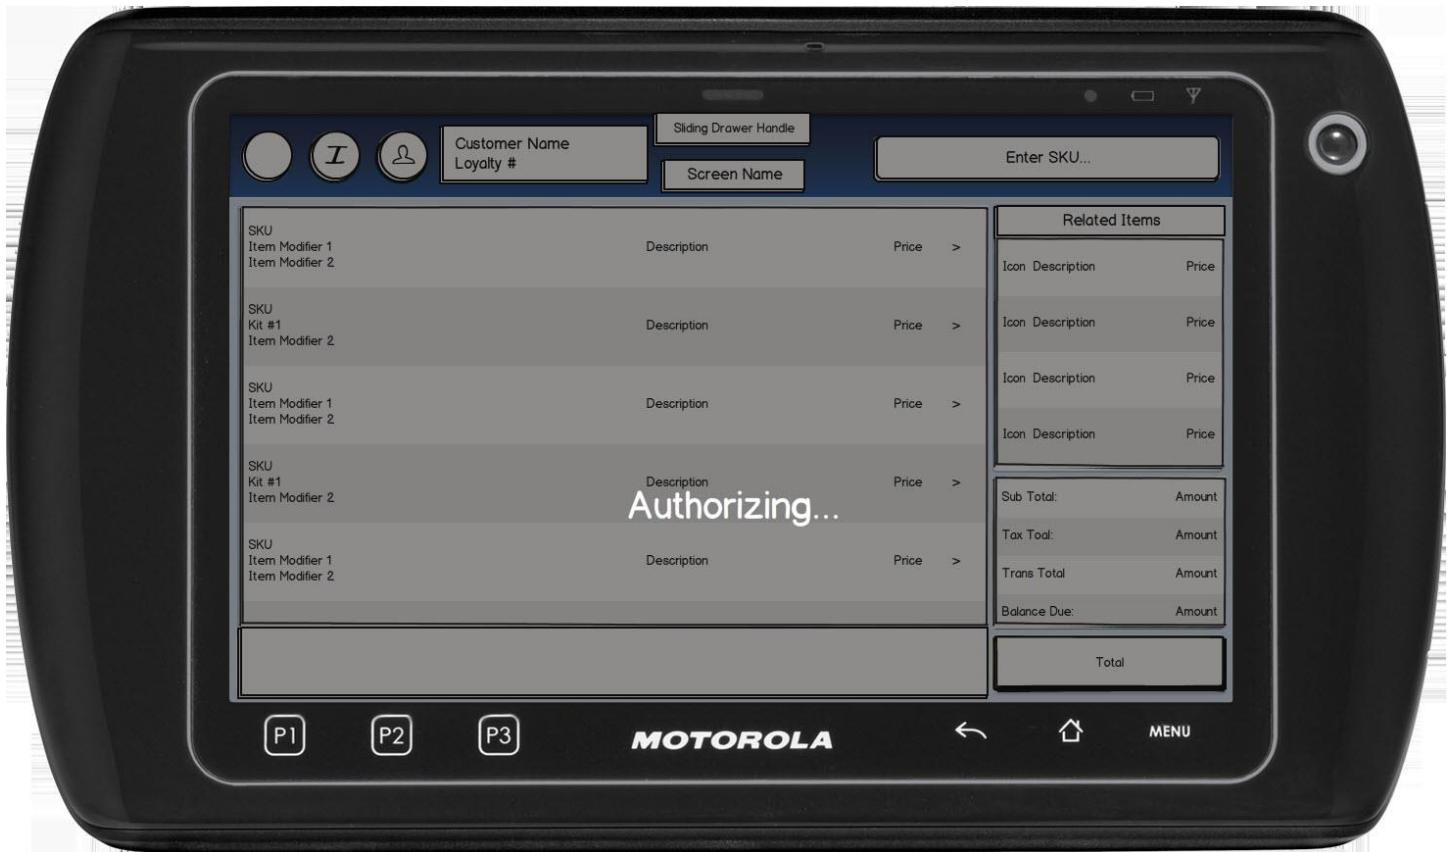 Sliding Drawer Handle
I
Customer Name
Loyalty #
Screen Name
Enter SKU...
SKU
Item Modifier 1
Item Modifier 2
Description
Price
>
SKU
Kit #1
Item Modifier 2
Description
Price
>
SKU
Item Modifier 1
Item Modifier 2
Description
Price
>
SKU
Kit #1
Item Modifier 2
Description
Price
>
Authorizing...
SKU
Item Modifier 1
Item Modifier 2
Description
Price
>
Related Items
Icon Description Price
Icon Description Price
Icon Description Price
Icon Description Price
Sub Total: Amount
Tax Toal: Amount
Trans Total Amount
Balance Due: Amount
Total
P1 P2 P3 MOTOROLA MENU